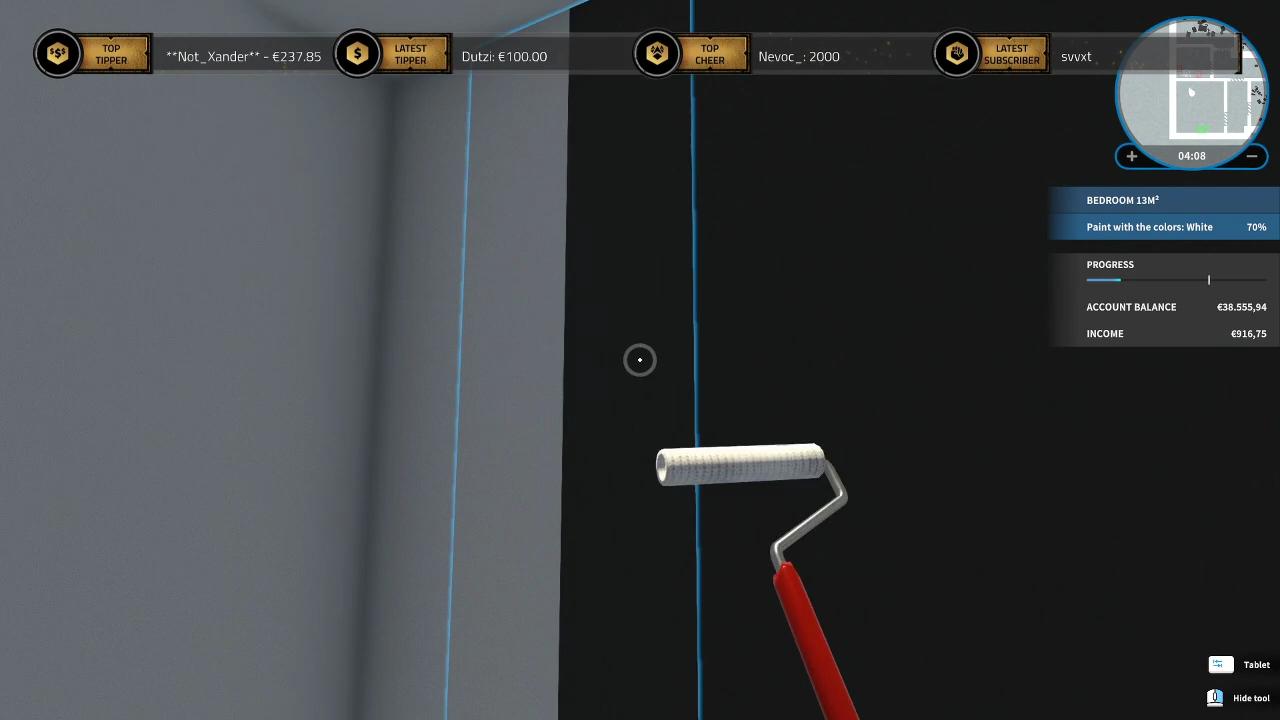 TOP TIPPER
**Not_Xander** - €237.85
LATEST TIPPER
Dutzi: €100.00
TOP CHEER
Nevoc_: 2000
LATEST SUBSCRIBER
svvxt
04:08
BEDROOM 13M²
Paint with the colors: White 70%
PROGRESS
ACCOUNT BALANCE €38.555,94
INCOME €916,75
Tablet
Hide tool